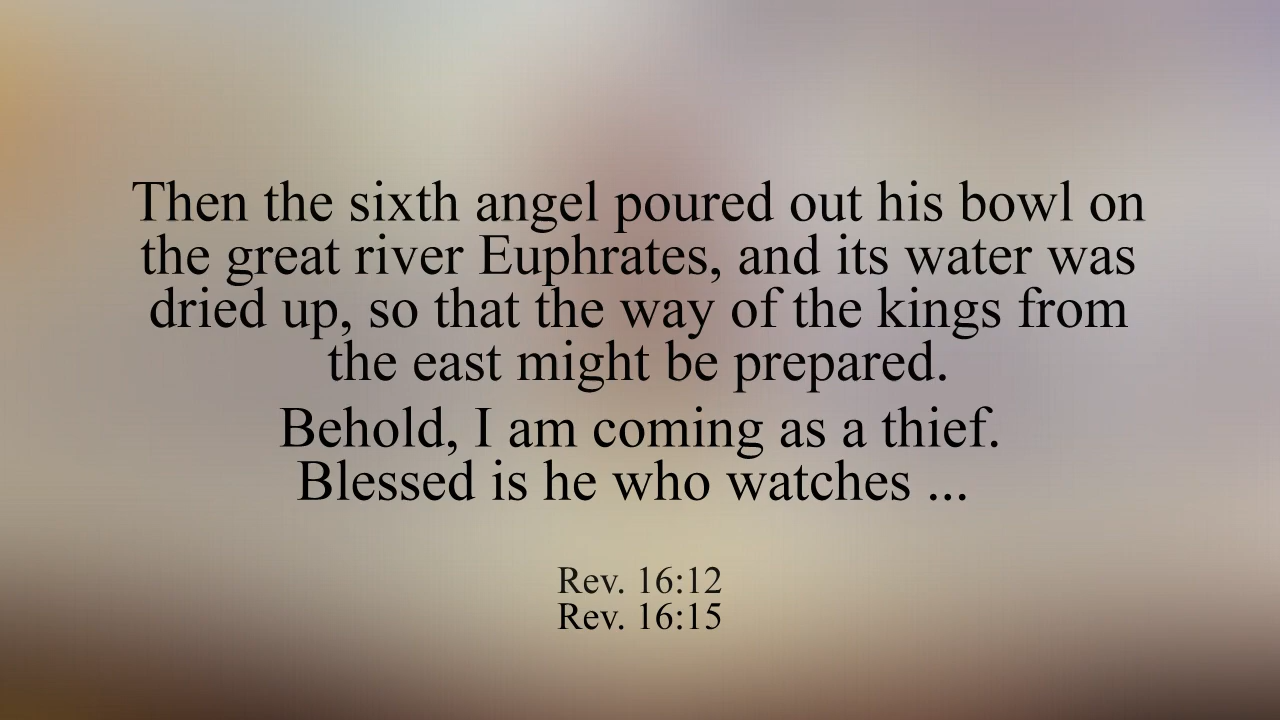 Then the sixth angel poured out his bowl on
the great river Euphrates, and its water was
dried up, so that the way of the kings from
the east might be prepared.
Behold, I am coming as a thief.
Blessed is he who watches ...
Rev. 16:12
Rev. 16:15